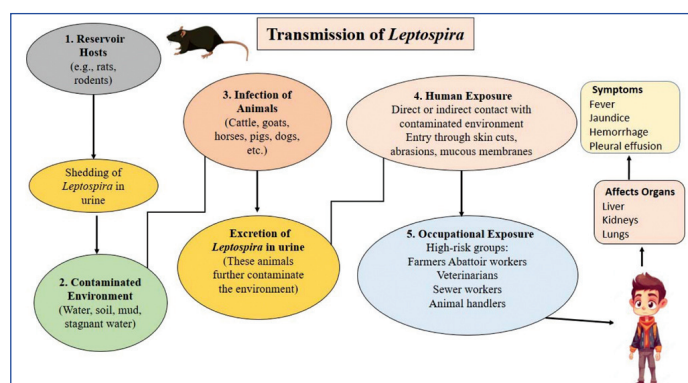 Transmission of Leptospira
1. Reservoir
Hosts
(e.g., rats,
rodents)
Shedding of
Leptospira in
urine
2. Contaminated
Environment
(Water, soil, mud,
stagnant water)
3. Infection of
Animals
(Cattle, goats,
horses, pigs, dogs,
etc.)
Excretion of
Leptospira in urine
(These animals
further contaminate
the environment)
4. Human Exposure
Direct or indirect contact with
contaminated environment
Entry through skin cuts,
abrasions, mucous membranes
5. Occupational Exposure
High-risk groups:
Farmers Abattoir workers
Veterinarians
Sewer workers
Animal handlers
Symptoms
Fever
Jaundice
Hemorrhage
Pleural effusion
Affects Organs
Liver
Kidneys
Lungs